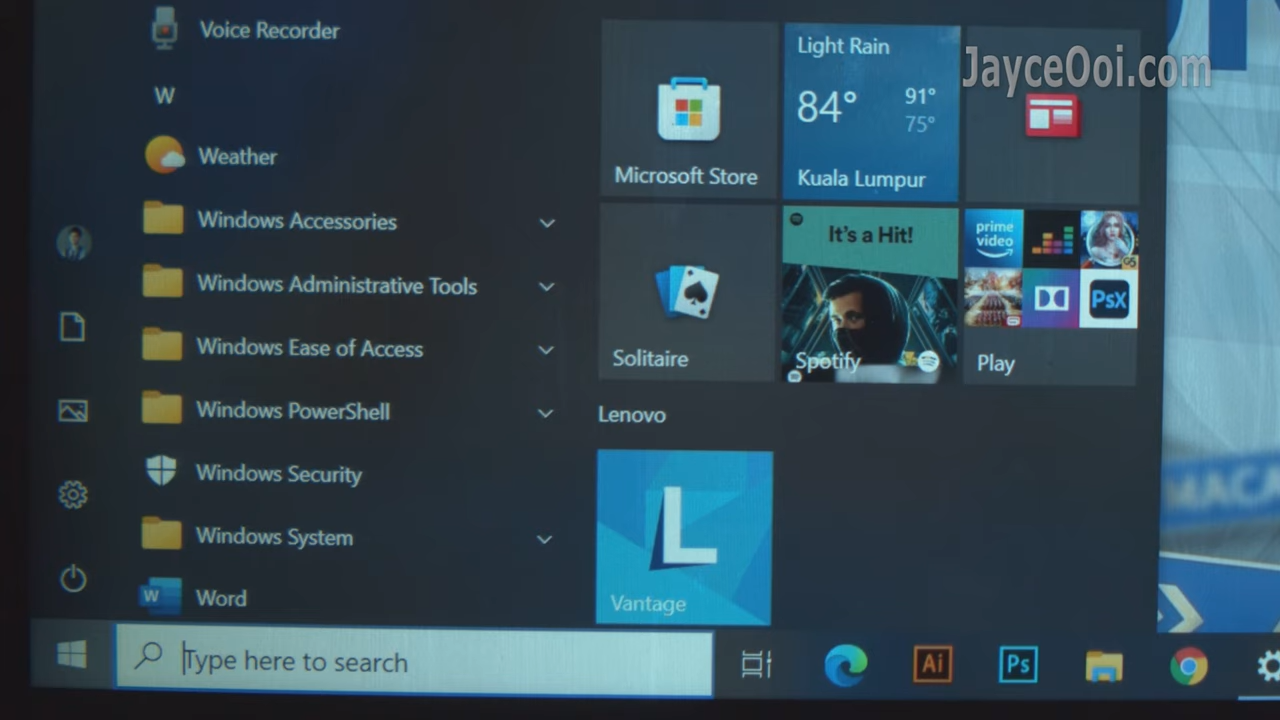 Voice Recorder
W
Weather
Windows Accessories
Windows Administrative Tools
Windows Ease of Access
Windows PowerShell
Windows Security
Windows System
W
Word
Type here to search
Microsoft Store
Light Rain
84°
91°
75°
Kuala Lumpur
JayceOoi.com
Solitaire
It's a Hit!
Spotify
prime
video
G5
PsX
Play
Lenovo
L
Vantage
Ai
Ps
MACA